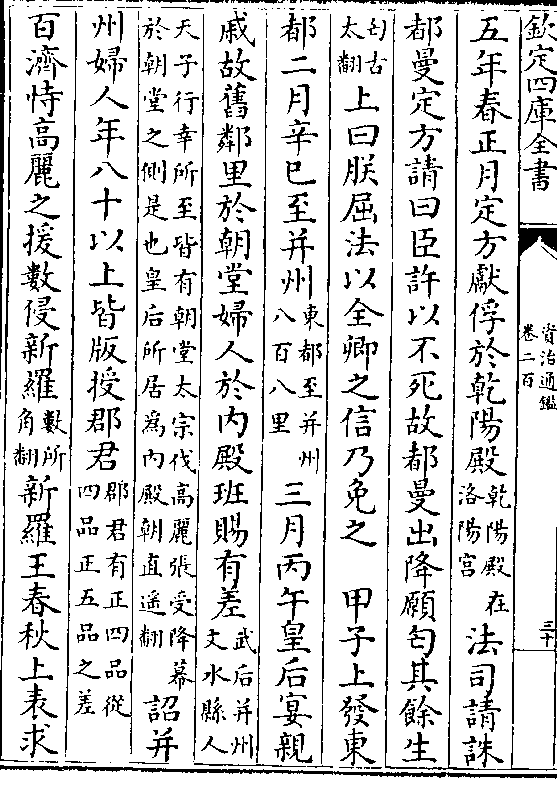 欽定四庫全書
資治通鑑
卷二百
三十
五年春正月定方獻俘於乾陽殿乾陽殿在洛陽宫法司請誅
都曼定方請曰臣許以不死故都曼出降願匄其餘生
匄古太翻上曰朕屈法以全卿之信乃免之 甲子上發東
都二月辛巳至并州東都至并州八百八里三月丙午皇后宴親
戚故舊鄰里於朝堂婦人於内殿班賜有差武后并州文水縣人
天子行幸所至皆有朝堂太宗伐高麗張受降幕於朝堂之側是也皇后所居為内殿朝直遥翻詔并
州婦人年八十以上皆版授郡君郡君有正四品從四品正五品之差
百濟恃高麗之援數侵新羅數所角翻新羅王春秋上表求